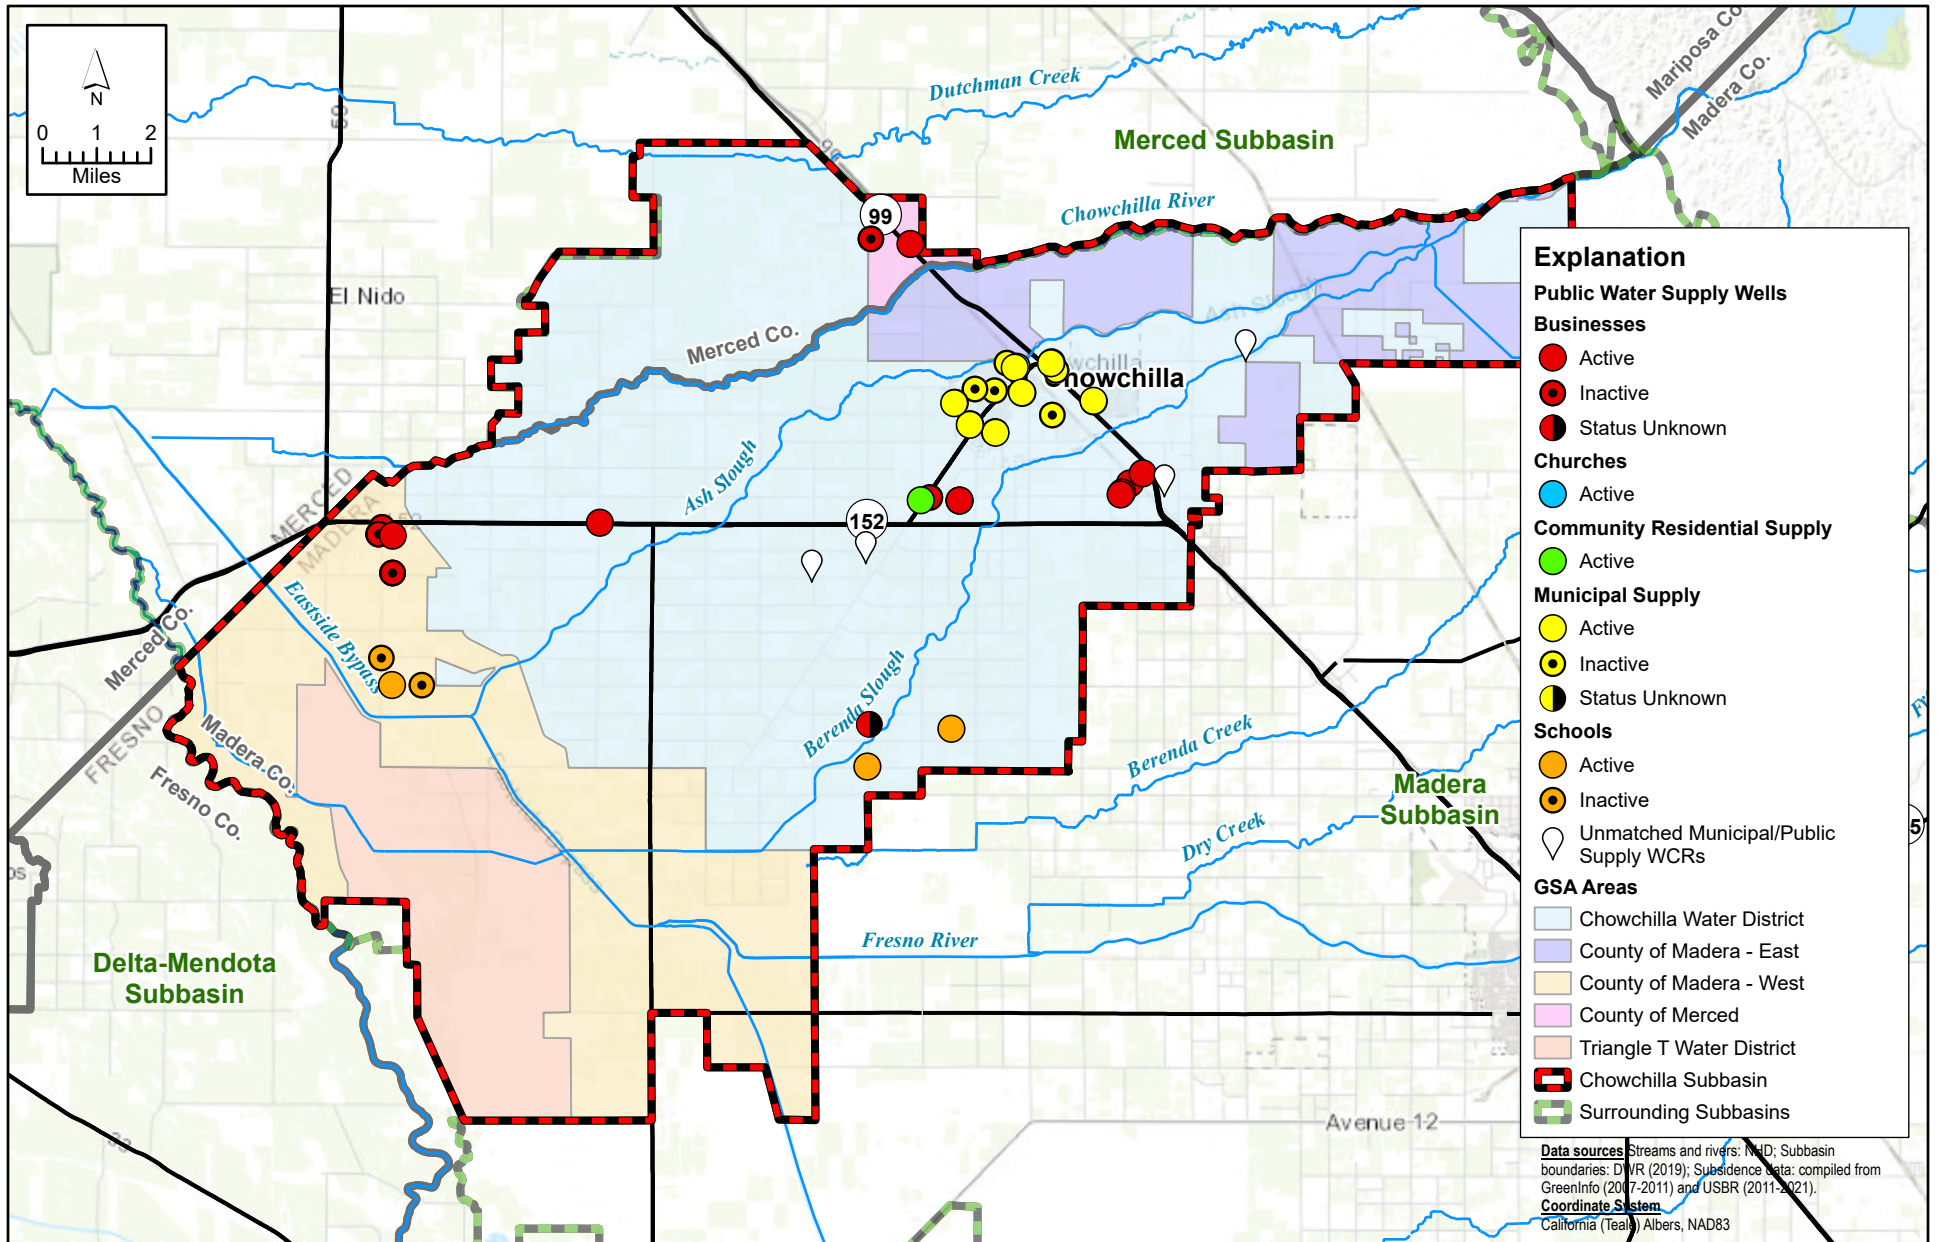 N
0 1 2
Miles
59
Dutchman Creek
Mariposa Co.
Madera Co.
Merced Subbasin
99
99
Chowchilla River
El Nido
Merced Co.
Ash Slough
Chowchilla
MERCED
MADERA
152
152
Ash Slough
Eastside Bypass
Merced Co.
FRESNO
Madera Co.
Fresno Co.
Berenda Slough
Berenda Creek
Madera
Subbasin
Dry Creek
Fresno River
Delta-Mendota
Subbasin
Avenue 12
33
Explanation
Public Water Supply Wells
Businesses
Active
Inactive
Status Unknown
Churches
Active
Community Residential Supply
Active
Municipal Supply
Active
Inactive
Status Unknown
Schools
Active
Inactive
Unmatched Municipal/Public
Supply WCRs
GSA Areas
Chowchilla Water District
County of Madera - East
County of Madera - West
County of Merced
Triangle T Water District
Chowchilla Subbasin
Surrounding Subbasins
Data sources Streams and rivers: NHD; Subbasin
boundaries: DWR (2019); Subsidence data: compiled from
GreenInfo (2007-2011) and USBR (2011-2021).
Coordinate System
California (Teale) Albers, NAD83